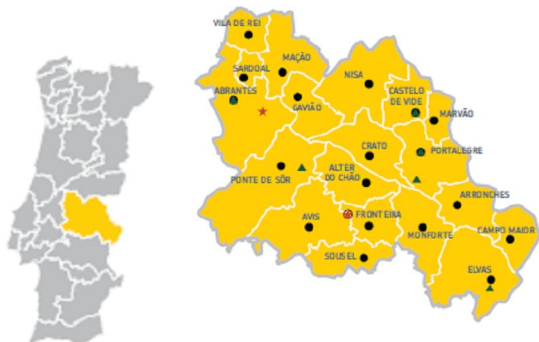 VILA DE REI
MAÇÃO
SARDOAL
NISA
ABRANTES
CASTELO
DE VIDE
GAVIÃO
MARVÃO
CRATO
PORTALEGRE
PONTE DE SÔR
ALTER
DO CHÃO
ARRONCHES
AVIS
FRONTEIRA
MONFORTE
CAMPO MAIOR
SOUSEL
ELVAS